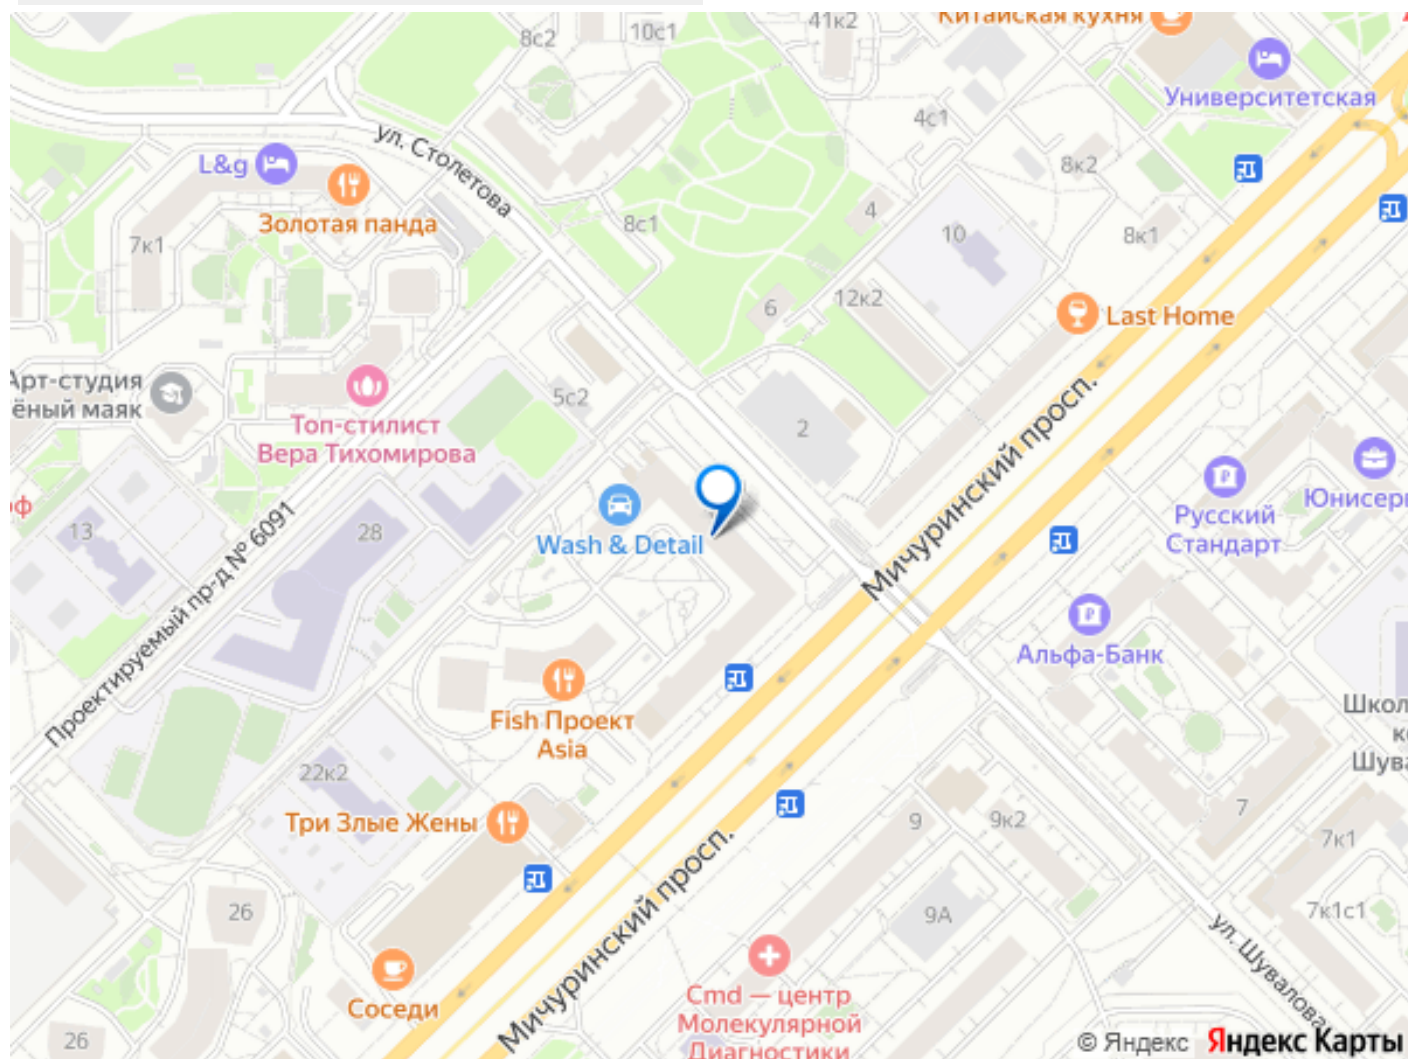 41к2
Китайская кухня
8с2
10с1
Университетская
4с1
ул. Столетова
L&g
8к2
Золотая панда
4
8с1
10
8к1
7к1
12к2
6
Last Home
Арт-студия
ёный маяк
5с2
Топ-стилист
Вера Тихомирова
2
Мичуринский просп.
Русский
Стандарт
Юнисерв
ф
13
28
Wash & Detail
Проектируемый пр-д № 6091
Альфа-Банк
Fish Проект
Asia
Школ
к
Шува
22к2
Три Злые Жены
9
9к2
7
7к1
Мичуринский просп.
26
9А
7к1с1
ул. Шувалова
Соседи
Cmd — центр
Молекулярной
Диагностики
26
© Яндекс Яндекс Карты